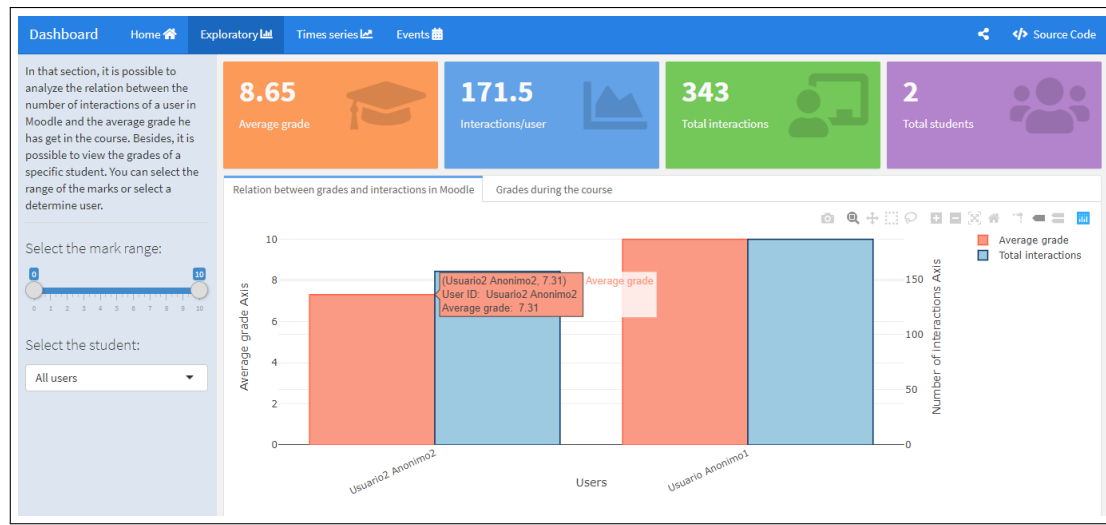 Dashboard Home Exploratory Times series Events Source Code
In that section, it is possible to
analyze the relation between the
number of interactions of a user in
Moodle and the average grade he
has get in the course. Besides, it is
possible to view the grades of a
specific student. You can select the
range of the marks or select a
determine user.
Select the mark range:
0 10
0 1 2 3 4 5 6 7 8 9 10
Select the student:
All users
8.65
Average grade
171.5
Interactions/user
343
Total interactions
2
Total students
Relation between grades and interactions in Moodle Grades during the course
Average grade
Total interactions
Average grade Axis
10
8
6
4
2
0
(Usuario2 Anonimo2, 7.31) Average grade
User ID: Usuario2 Anonimo2
Average grade: 7.31
150
100
50
0
Number of interactions Axis
Usuario2 Anonimo2
Usuario Anonimo1
Users